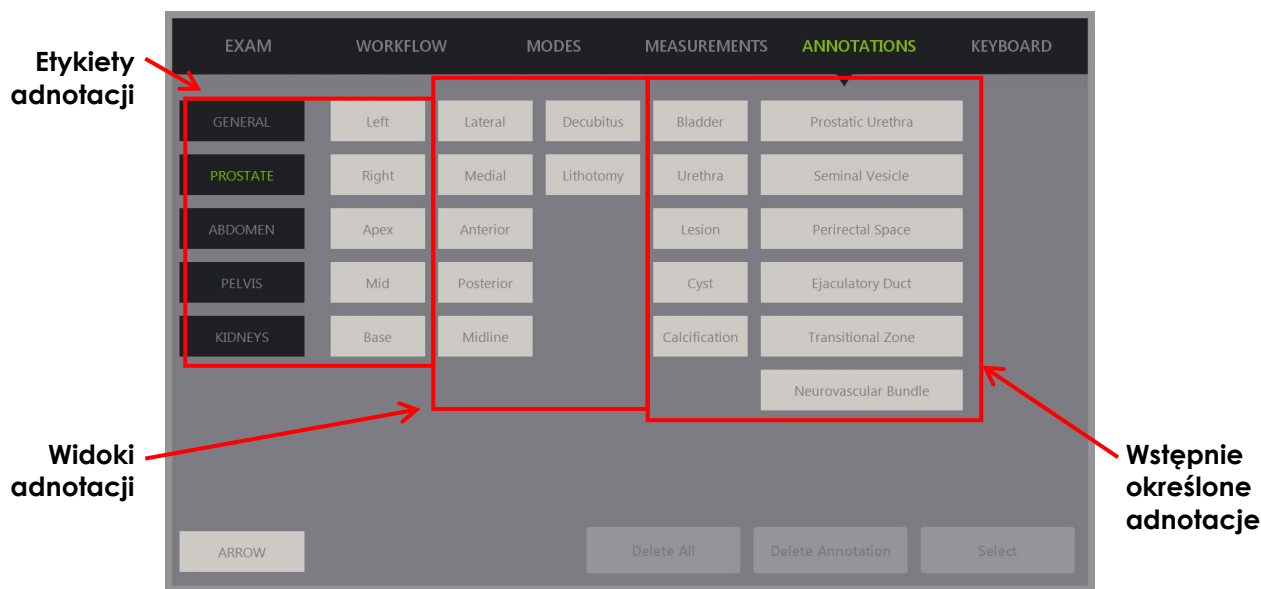 EXAM WORKFLOW MODES MEASUREMENTS ANNOTATIONS KEYBOARD
Etykiety
adnotacji
GENERAL Left Lateral Decubitus Bladder Prostatic Urethra
PROSTATE Right Medial Lithotomy Urethra Seminal Vesicle
ABDOMEN Apex Anterior Lesion Perirectal Space
PELVIS Mid Posterior Cyst Ejaculatory Duct
KIDNEYS Base Midline Calcification Transitional Zone
Neurovascular Bundle
Widoki
adnotacji
Wstępnie
określone
adnotacje
ARROW Delete All Delete Annotation Select